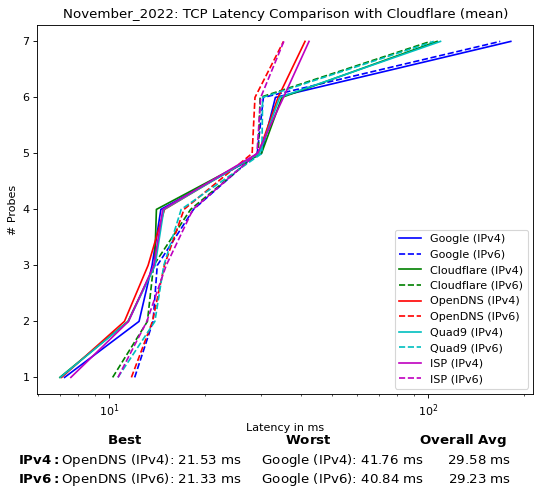 November_2022: TCP Latency Comparison with Cloudflare (mean)
7
6
5
4
3
2
1
# Probes
Google (IPv4)
Google (IPv6)
Cloudflare (IPv4)
Cloudflare (IPv6)
OpenDNS (IPv4)
OpenDNS (IPv6)
Quad9 (IPv4)
Quad9 (IPv6)
ISP (IPv4)
ISP (IPv6)
10¹ 10²
Latency in ms
Best Worst Overall Avg
IPv4: OpenDNS (IPv4): 21.53 ms Google (IPv4): 41.76 ms 29.58 ms
IPv6: OpenDNS (IPv6): 21.33 ms Google (IPv6): 40.84 ms 29.23 ms